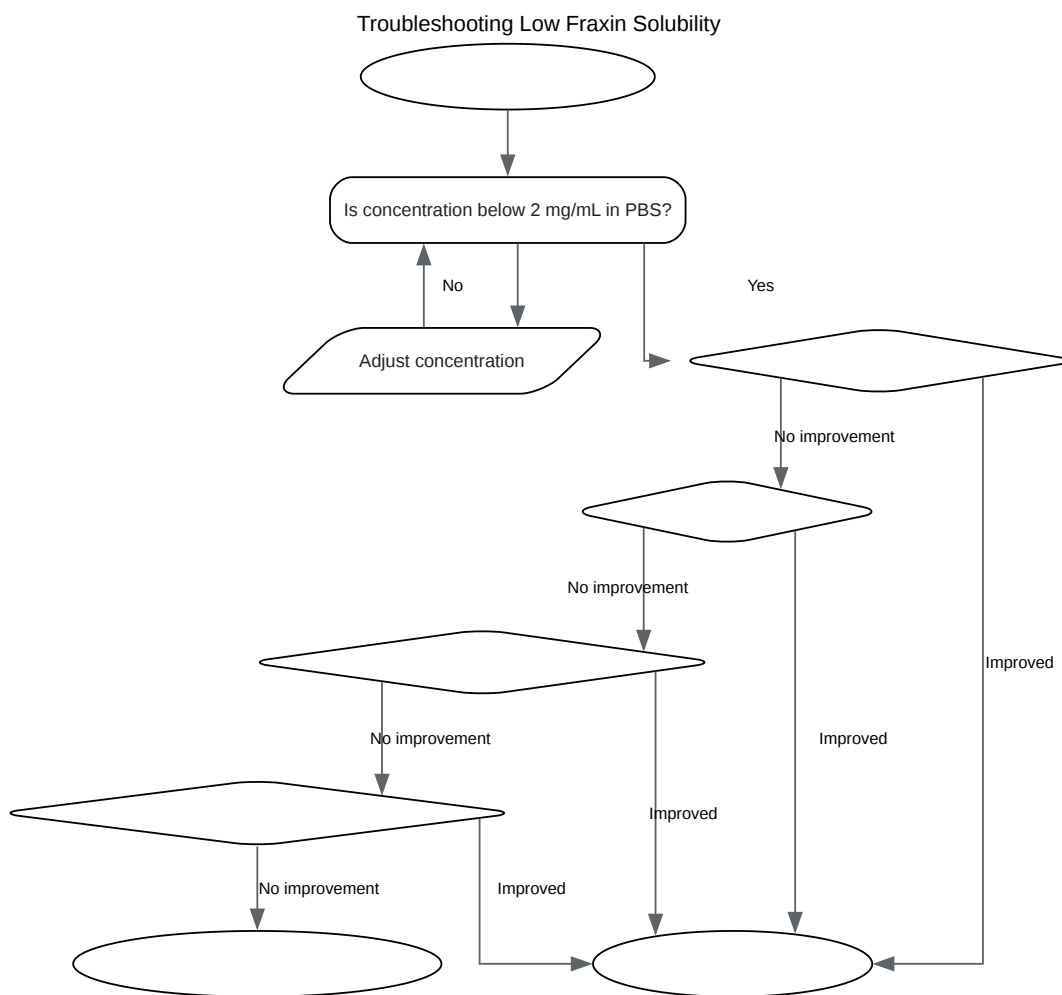 Troubleshooting Low Fraxin Solubility
Is concentration below 2 mg/mL in PBS?
No
Yes
Adjust concentration
No improvement
No improvement
Improved
No improvement
Improved
Improved
No improvement
Improved